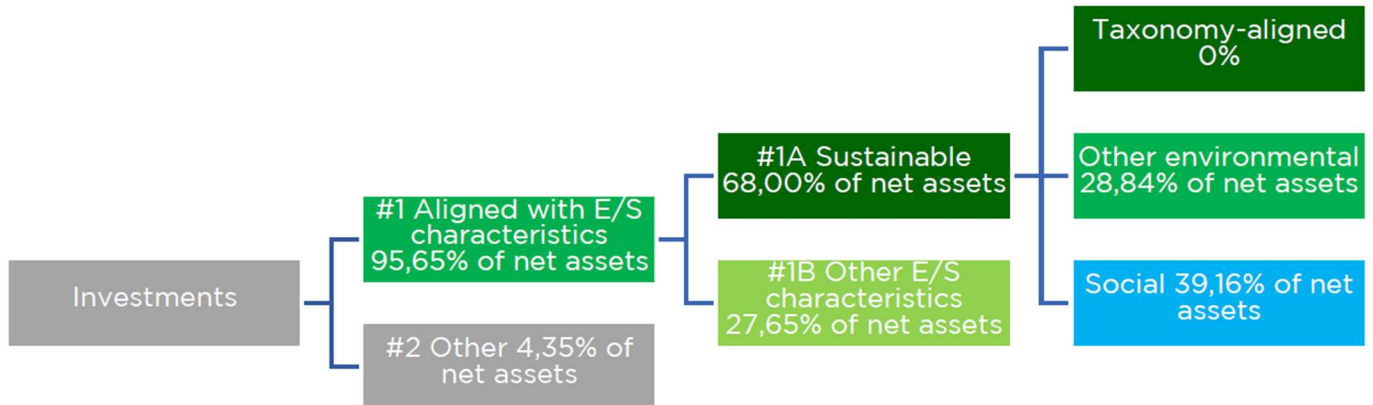 Investments
#1 Aligned with E/S
characteristics
95,65% of net assets
#2 Other 4,35% of
net assets
#1A Sustainable
68,00% of net assets
#1B Other E/S
characteristics
27,65% of net assets
Taxonomy-aligned
0%
Other environmental
28,84% of net assets
Social 39,16% of net
assets